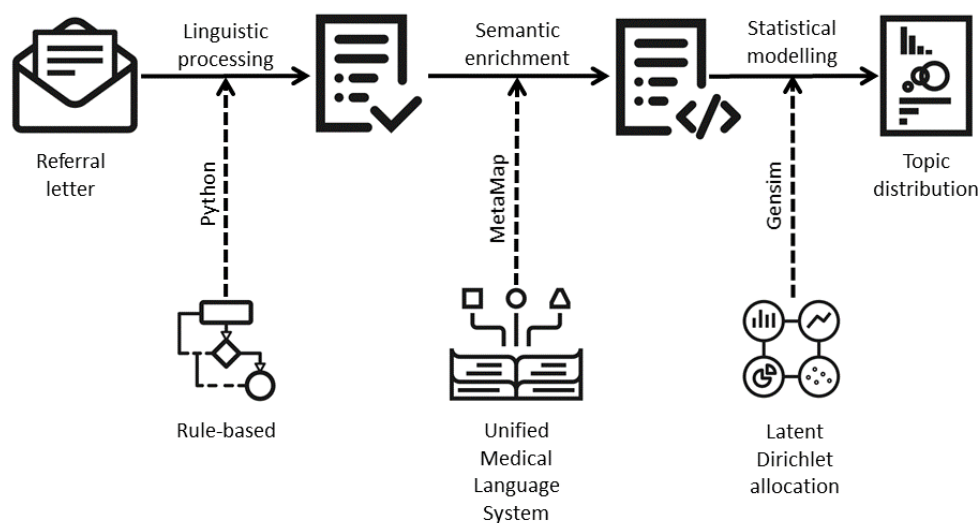 Linguistic
processing
Semantic
enrichment
Statistical
modelling
Referral
letter
Topic
distribution
Python
MetaMap
Gensim
Rule-based
Unified
Medical
Language
System
Latent
Dirichlet
allocation